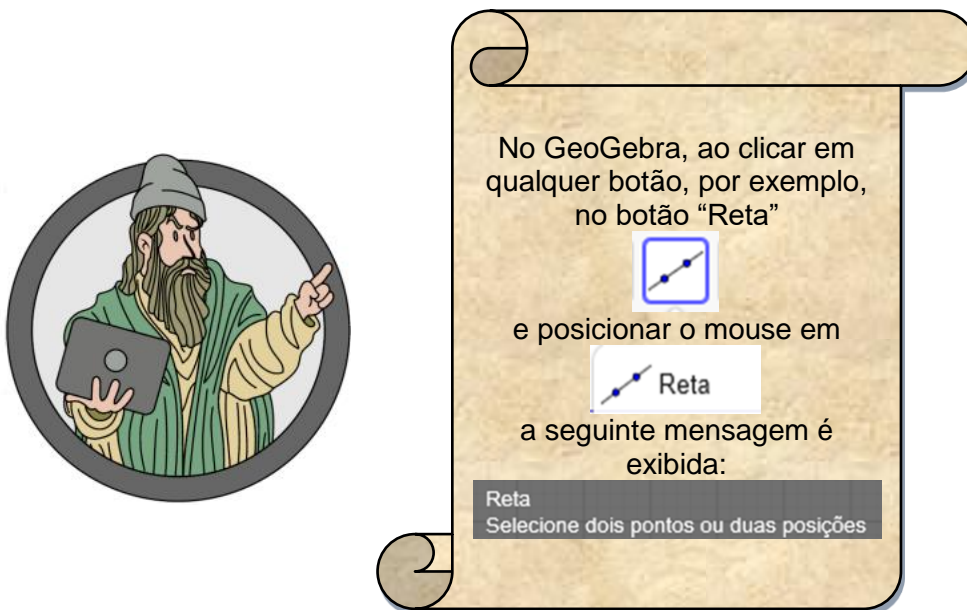 No GeoGebra, ao clicar em
qualquer botão, por exemplo,
no botão “Reta”
e posicionar o mouse em
Reta
a seguinte mensagem é
exibida:
Reta
Selecione dois pontos ou duas posições